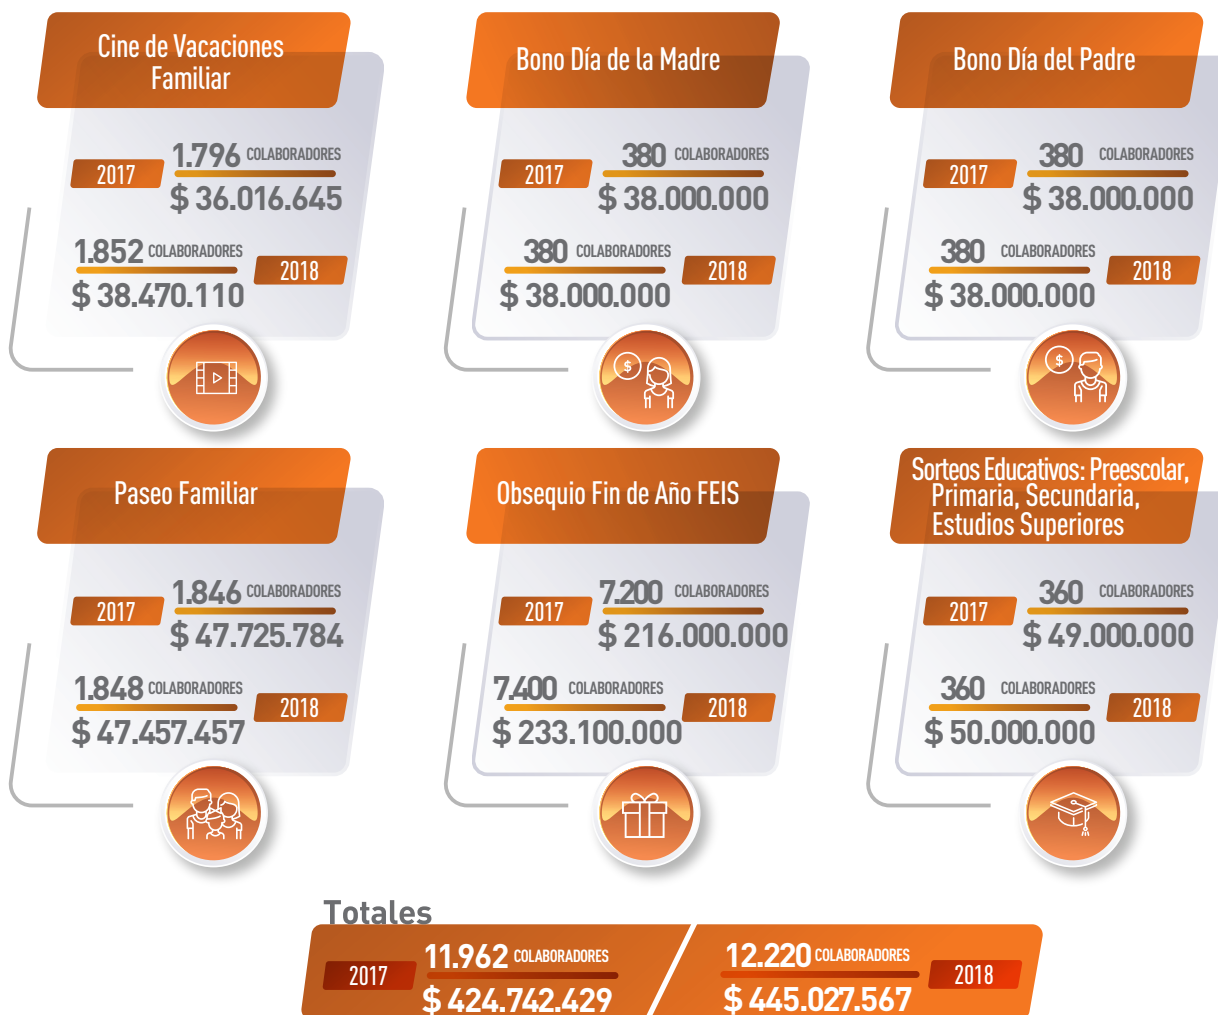 Cine de Vacaciones
Familiar
2017
1.796 COLABORADORES
$ 36.016.645
1.852 COLABORADORES
$ 38.470.110
2018
Bono Día de la Madre
2017
380 COLABORADORES
$ 38.000.000
380 COLABORADORES
$ 38.000.000
2018
Bono Día del Padre
2017
380 COLABORADORES
$ 38.000.000
380 COLABORADORES
$ 38.000.000
2018
Paseo Familiar
2017
1.846 COLABORADORES
$ 47.725.784
1.848 COLABORADORES
$ 47.457.457
2018
Obsequio Fin de Año FEIS
2017
7.200 COLABORADORES
$ 216.000.000
7.400 COLABORADORES
$ 233.100.000
2018
Sorteos Educativos: Preescolar,
Primaria, Secundaria,
Estudios Superiores
2017
360 COLABORADORES
$ 49.000.000
360 COLABORADORES
$ 50.000.000
2018
Totales
2017
11.962 COLABORADORES
$ 424.742.429
12.220 COLABORADORES
$ 445.027.567
2018